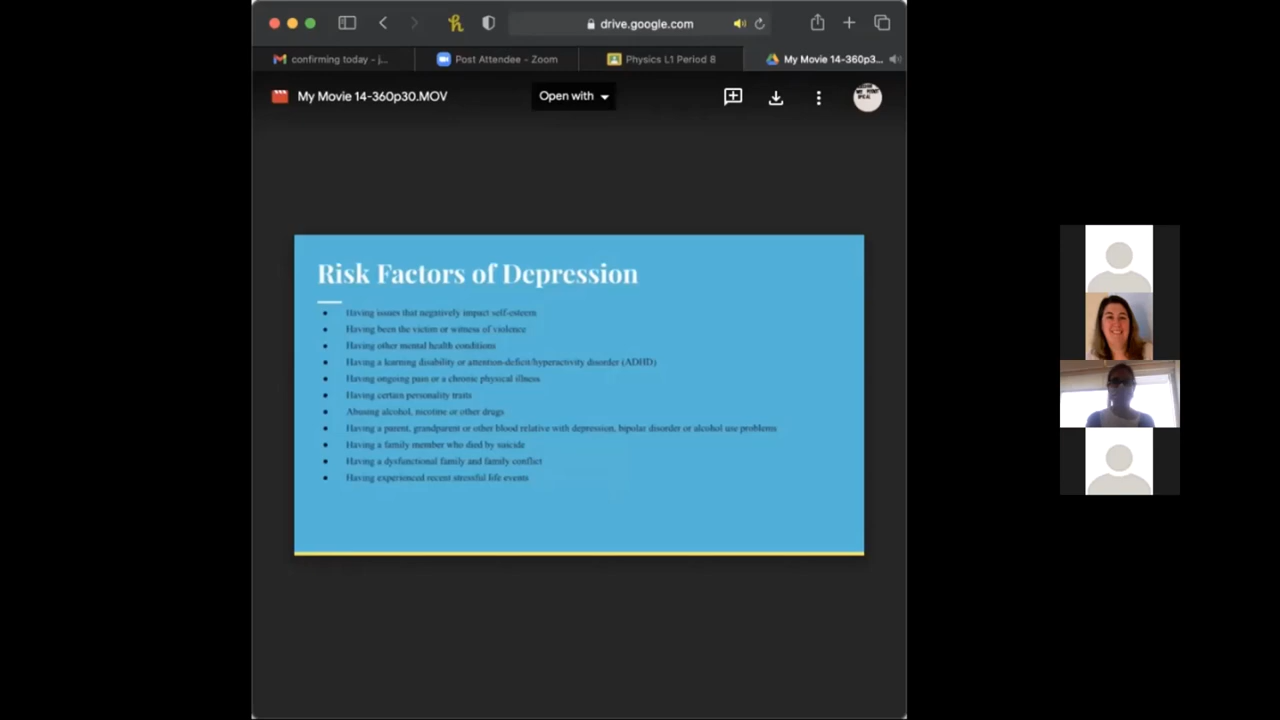 drive.google.com
confirming today - j...
Post Attendee - Zoom
Physics L1 Period 8
My Movie 14-360p3...
My Movie 14-360p30.MOV
Open with
Risk Factors of Depression
Having issues that negatively impact self-esteem
Having been the victim or witness of violence
Having other mental health conditions
Having a learning disability or attention-deficit/hyperactivity disorder (ADHD)
Having ongoing pain or a chronic physical illness
Having certain personality traits
Abusing alcohol, nicotine or other drugs
Having a parent, grandparent or other blood relative with depression, bipolar disorder or alcohol use problems
Having a family member who died by suicide
Having a dysfunctional family and family conflict
Having experienced recent stressful life events